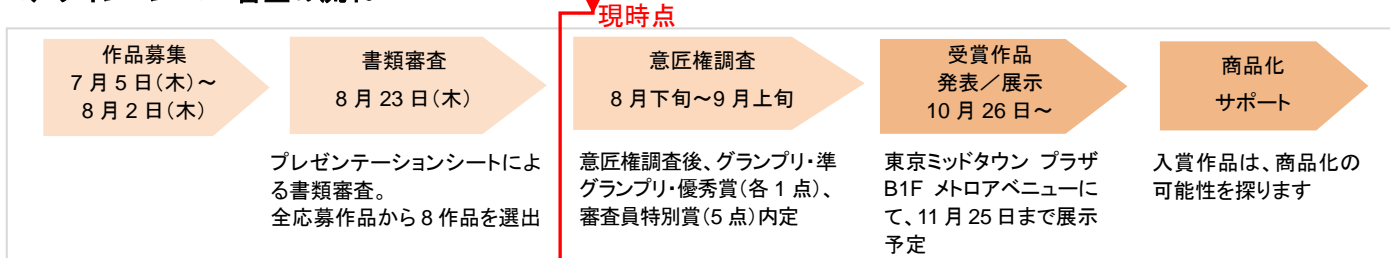 現時点
作品募集
7月5日(木)~
8月2日(木)
書類審査
8月23日(木)
プレゼンテーションシートによ
る書類審査。
全応募作品から8作品を選出
意匠権調査
8月下旬~9月上旬
意匠権調査後、グランプリ・準
グランプリ・優秀賞(各1点)、
審査員特別賞(5点)内定
受賞作品
発表/展示
10月26日~
東京ミッドタウン プラザ
B1F メトロアベニューに
て、11月25日まで展示
予定
商品化
サポート
入賞作品は、商品化の
可能性を探ります